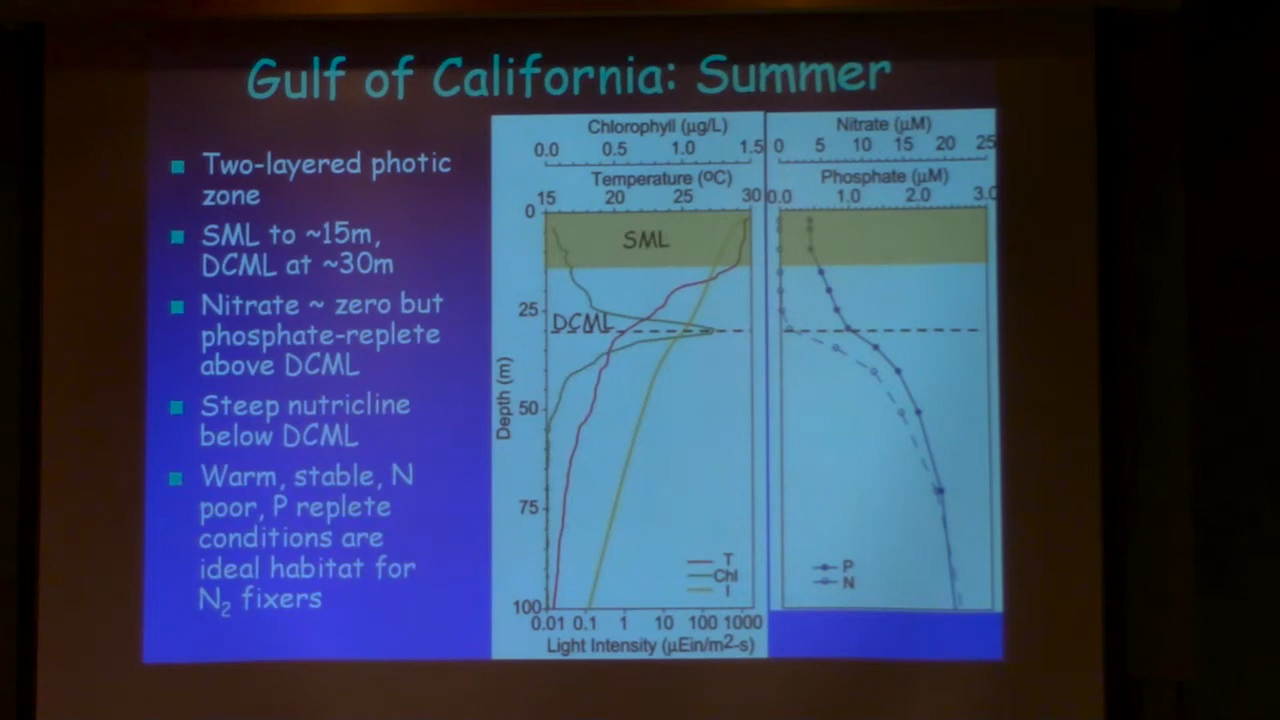 Gulf of California: Summer
Two-layered photic
zone
SML to ~15m,
DCML at ~30m
Nitrate ~ zero but
phosphate-replete
above DCML
Steep nutricline
below DCML
Warm, stable, N
poor, P replete
conditions are
ideal habitat for
N2 fixers
Chlorophyll (µg/L)
0.0 0.5 1.0 1.5
Temperature (ºC)
15 20 25 30
0
25
50
75
100
Depth (m)
SML
DCML
T
Chl
I
0.01 0.1 1 10 100 1000
Light Intensity (µEin/m2-s)
Nitrate (µM)
0 5 10 15 20 25
Phosphate (µM)
0.0 1.0 2.0 3.0
P
N